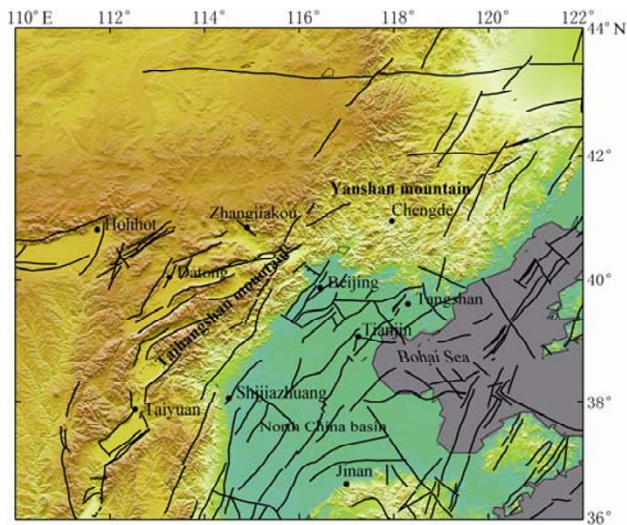 110° E 112° 114° 116° 118° 120° 122°
44° N
42°
Yanshan mountain
Chengde
Zhangjiakou
Hohhot
Datong
40°
Beijing
Tangshan
Taihangshan mountain
Tianjin
Bohai Sea
Shijiazhuang
38°
Taiyuan
North China basin
Jinan
36°